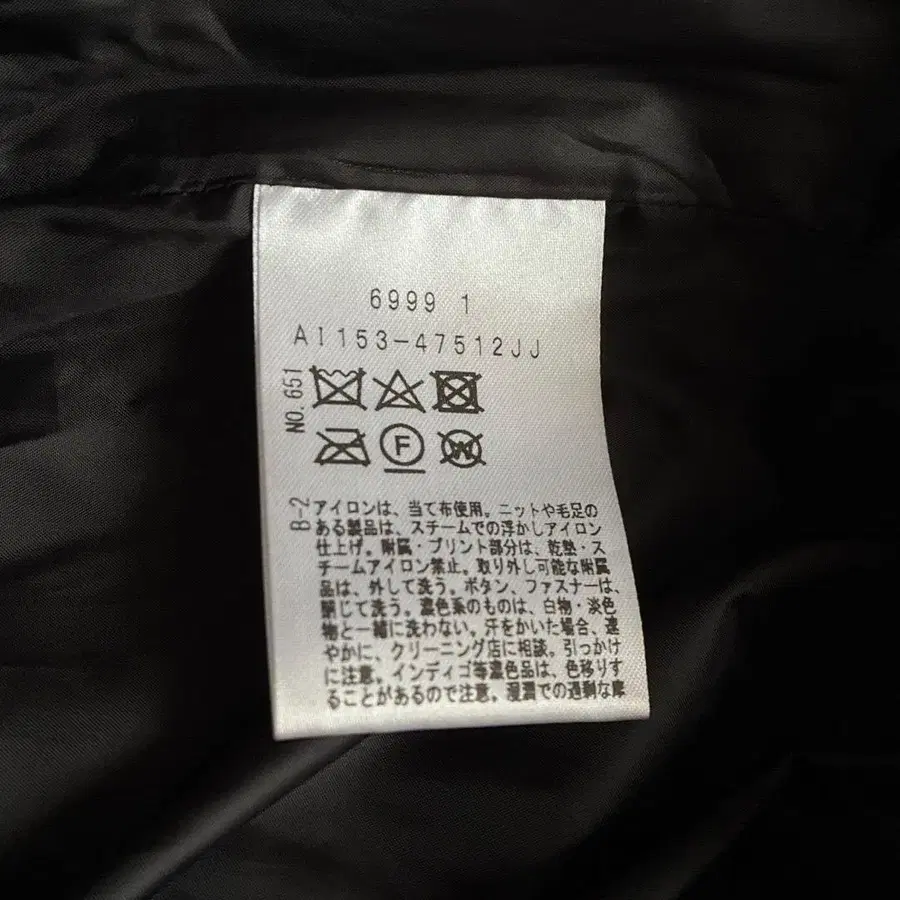 6999 1
AI153-47512JJ
NO.651
F
W
B-2
アイロンは、当て布使用。ニットや毛足の
ある製品は、スチームでの浮かしアイロン
仕上げ。附属・プリント部分は、乾熱・ス
チームアイロン禁止。取り外し可能な附属
品は、外して洗う。ボタン、ファスナーは、
閉じて洗う。濃色系のものは、白物・淡色
物と一緒に洗わない。汗をかいた場合、速
やかに、クリーニング店に相談。引っかけ
に注意。インディゴ等濃色品は、色移りす
ることがあるので注意。湿潤での過剰な摩